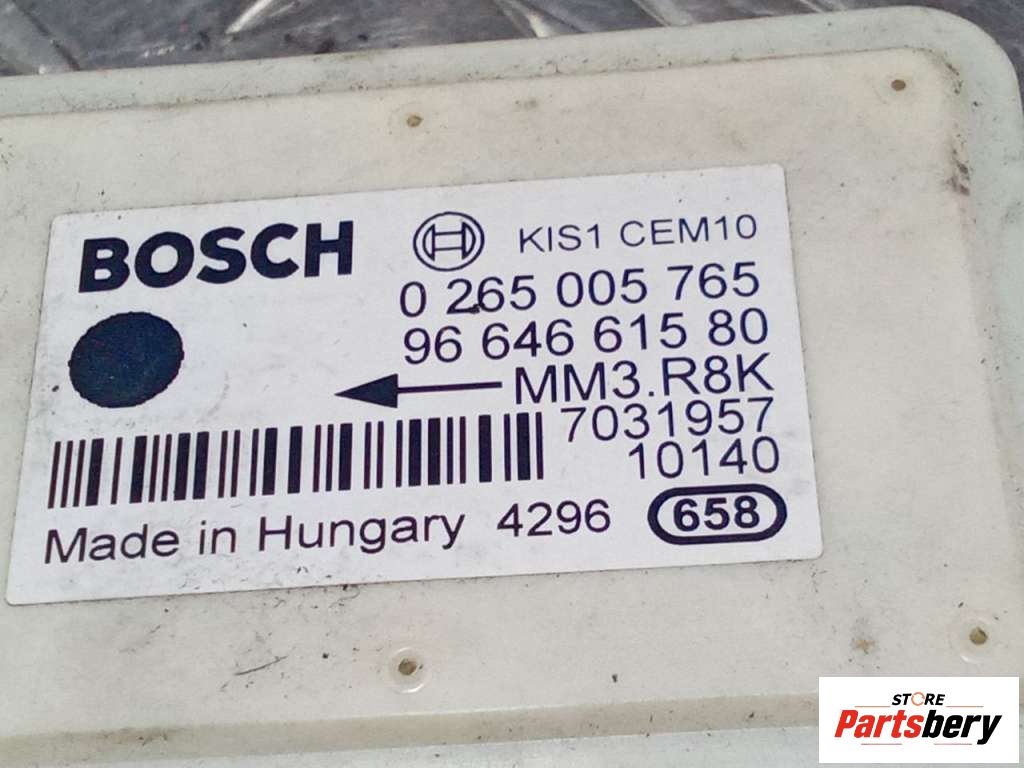 BOSCH KIS1 CEM10
0 265 005 765
96 646 615 80
MM3.R8K
7031957
10140
Made in Hungary 4296 658
STORE
Partsbery